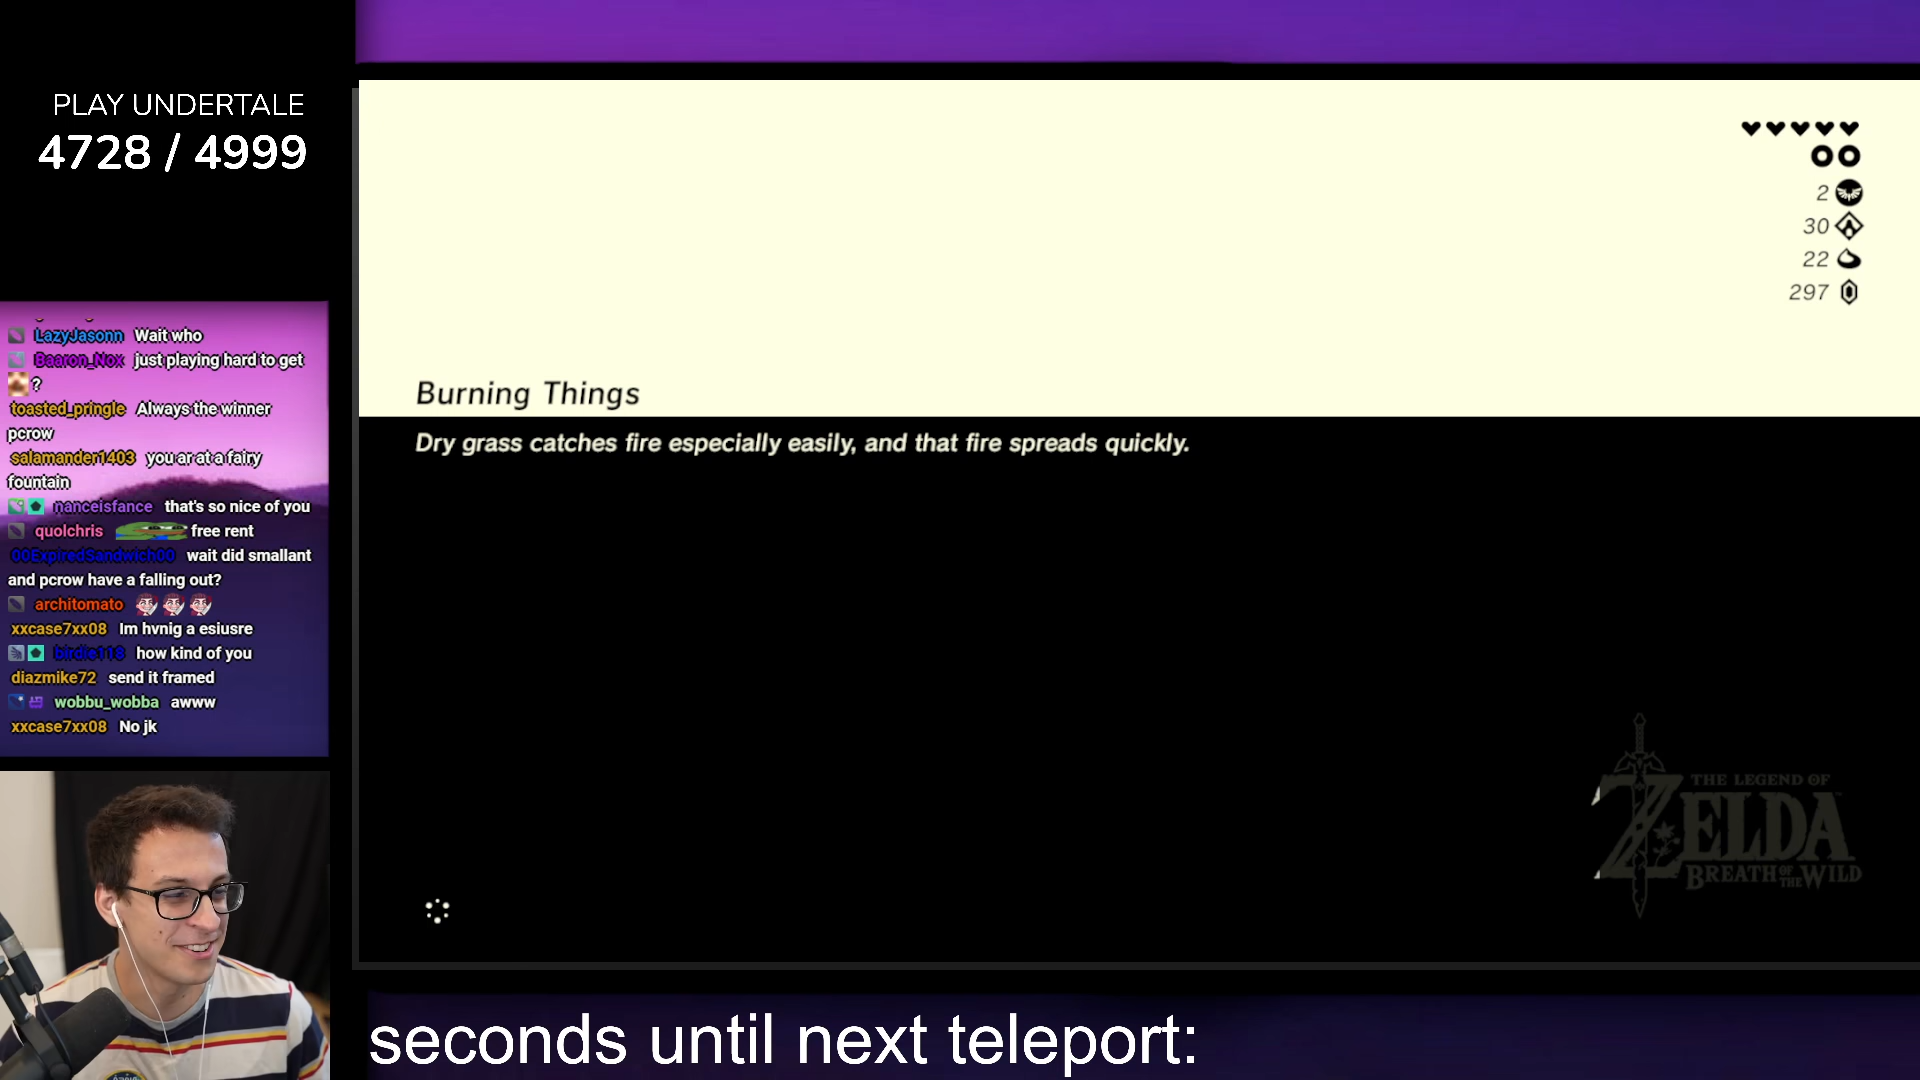 PLAY UNDERTALE
4728 / 4999
LazyJasonn Wait who
Baaron_Nox just playing hard to get
?
toasted_pringle Always the winner
pcrow
salamander1403 you ar at a fairy
fountain
nanceisfance that's so nice of you
quolchris free rent
00ExpiredSandwich00 wait did smallant
and pcrow have a falling out?
architomato
xxcase7xx08 Im hvnig a esiusre
birdie118 how kind of you
diazmike72 send it framed
wobbu_wobba awww
xxcase7xx08 No jk
2
30
22
297
Burning Things
Dry grass catches fire especially easily, and that fire spreads quickly.
THE LEGEND OF
ZELDA
BREATH OF THE WILD
seconds until next teleport: